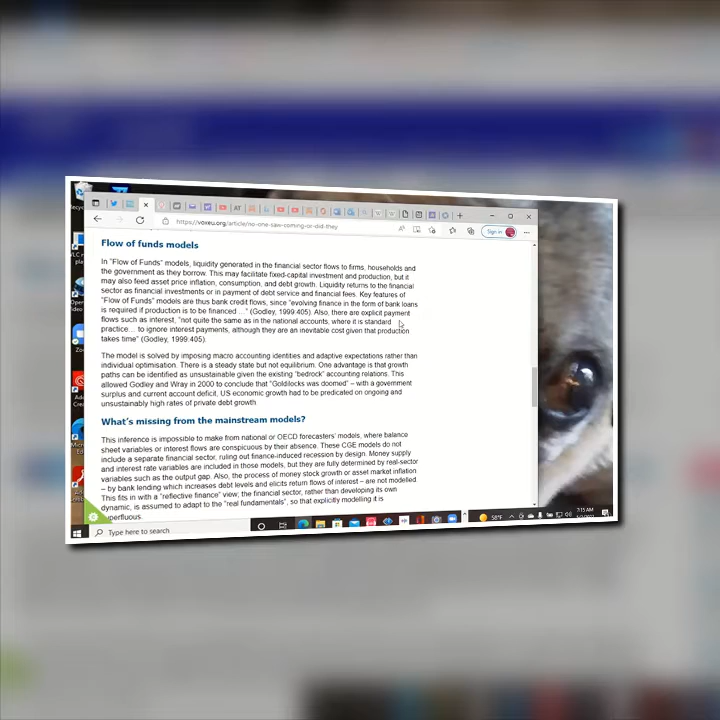 https://voxeu.org/article/no-one-saw-coming-or-did-they
Sign in
Flow of funds models
In "Flow of Funds" models, liquidity generated in the financial sector flows to firms, households and
the government as they borrow. This may facilitate fixed-capital investment and production, but it
may also feed asset price inflation, consumption, and debt growth. Liquidity returns to the financial
sector as financial investments or in payment of debt service and financial fees. Key features of
"Flow of Funds" models are thus bank credit flows, since "evolving finance in the form of bank loans
is required if production is to be financed ..." (Godley, 1999:405). Also, there are explicit payment
flows such as interest, "not quite the same as in the national accounts, where it is standard
practice... to ignore interest payments, although they are an inevitable cost given that production
takes time" (Godley, 1999:405).
The model is solved by imposing macro accounting identities and adaptive expectations rather than
individual optimisation. There is a steady state but not equilibrium. One advantage is that growth
paths can be identified as unsustainable given the existing "bedrock" accounting relations. This
allowed Godley and Wray in 2000 to conclude that "Goldilocks was doomed" – with a government
surplus and current account deficit, US economic growth had to be predicated on ongoing and
unsustainably high rates of private debt growth.
What's missing from the mainstream models?
This inference is impossible to make from national or OECD forecasters' models, where balance
sheet variables or interest flows are conspicuous by their absence. These CGE models do not
include a separate financial sector, ruling out finance-induced recession by design. Money supply
and interest rate variables are included in those models, but they are fully determined by real-sector
variables such as the output gap. Also, the process of money stock growth or asset market inflation
– by bank lending which increases debt levels and elicits return flows of interest – are not modelled
This fits in with a "reflective finance" view; the financial sector, rather than developing its own
dynamic, is assumed to adapt to the "real fundamentals", so that explicitly modelling it is
superfluous.
Type here to search
58°F
7:15 AM